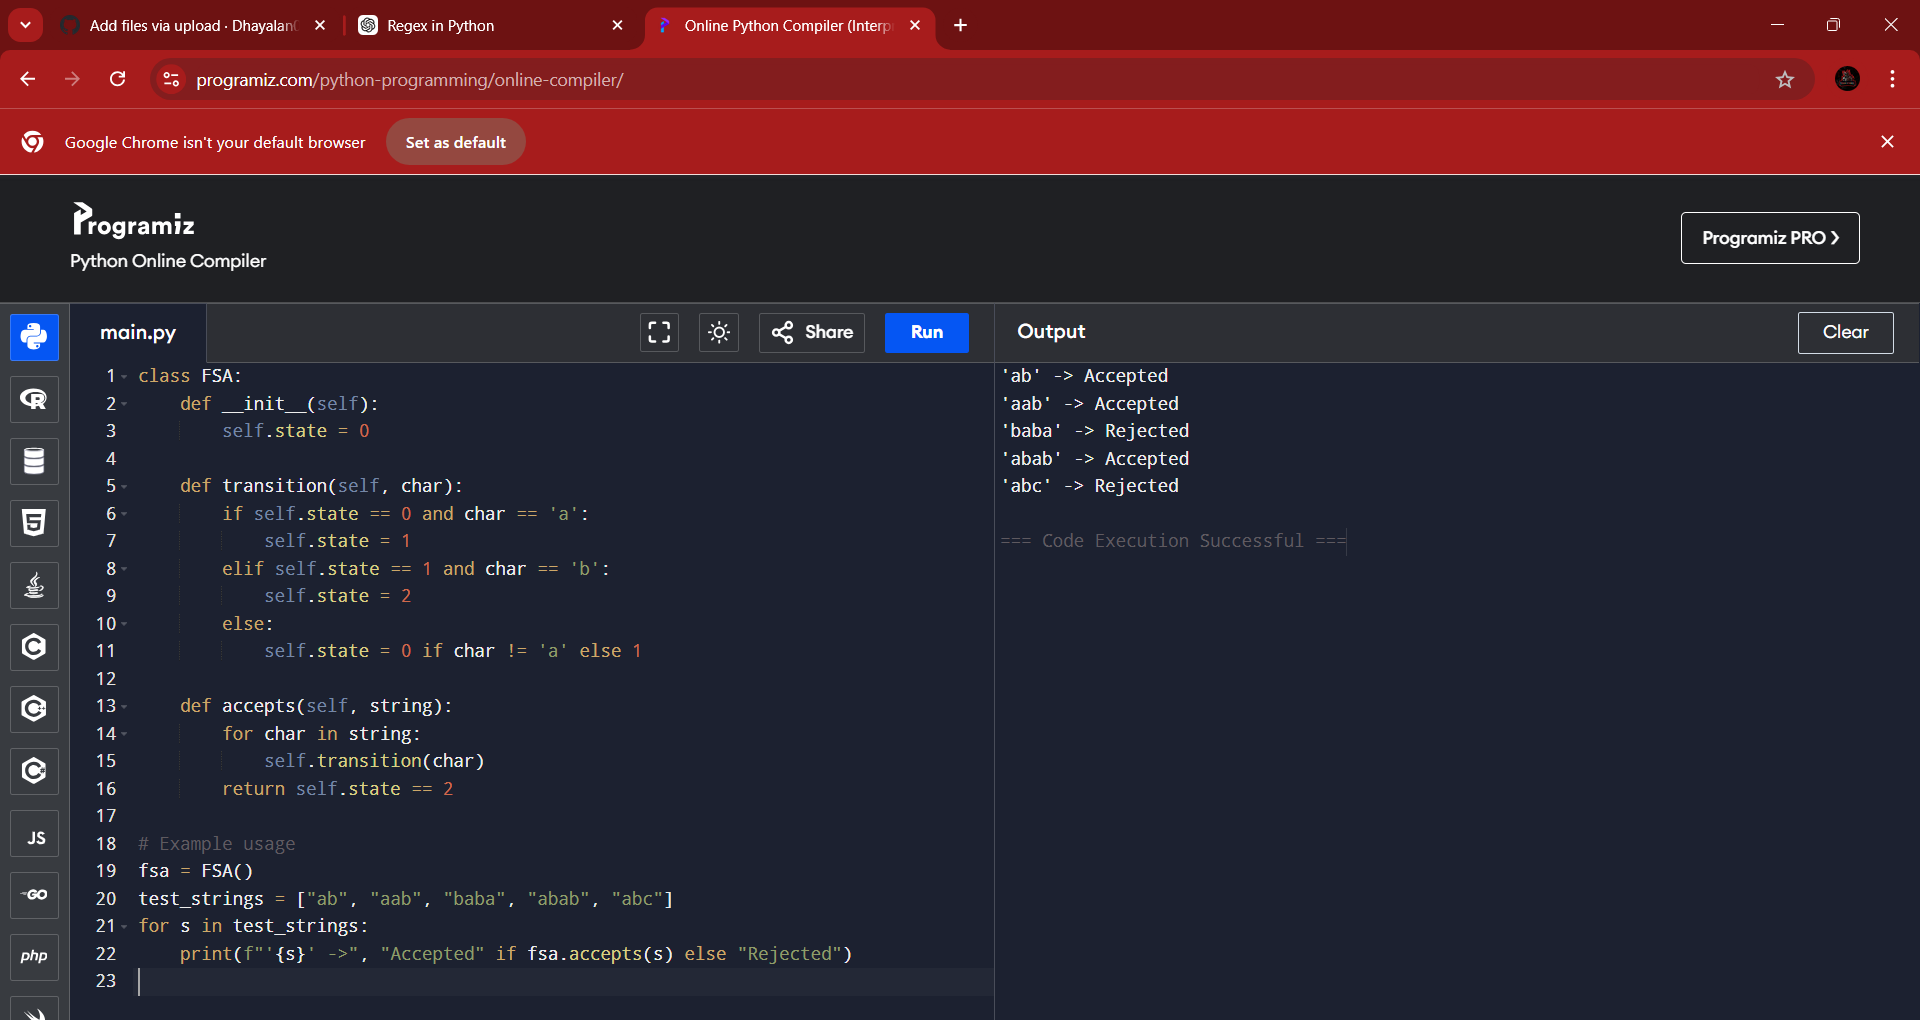 Add files via upload · Dhayalan
Regex in Python
Online Python Compiler (Interp
programiz.com/python-programming/online-compiler/
Google Chrome isn't your default browser
Set as default
Programiz
Python Online Compiler
Programiz PRO ❯
main.py
Share
Run
Output
Clear
1 class FSA:
2     def __init__(self):
3         self.state = 0
4
5     def transition(self, char):
6         if self.state == 0 and char == 'a':
7             self.state = 1
8         elif self.state == 1 and char == 'b':
9             self.state = 2
10         else:
11             self.state = 0 if char != 'a' else 1
12
13     def accepts(self, string):
14         for char in string:
15             self.transition(char)
16         return self.state == 2
17
18 # Example usage
19 fsa = FSA()
20 test_strings = ["ab", "aab", "baba", "abab", "abc"]
21 for s in test_strings:
22     print(f"'{s}' ->", "Accepted" if fsa.accepts(s) else "Rejected")
23
'ab' -> Accepted
'aab' -> Accepted
'baba' -> Rejected
'abab' -> Accepted
'abc' -> Rejected
=== Code Execution Successful ===
R
5
C
C
C
JS
GO
php